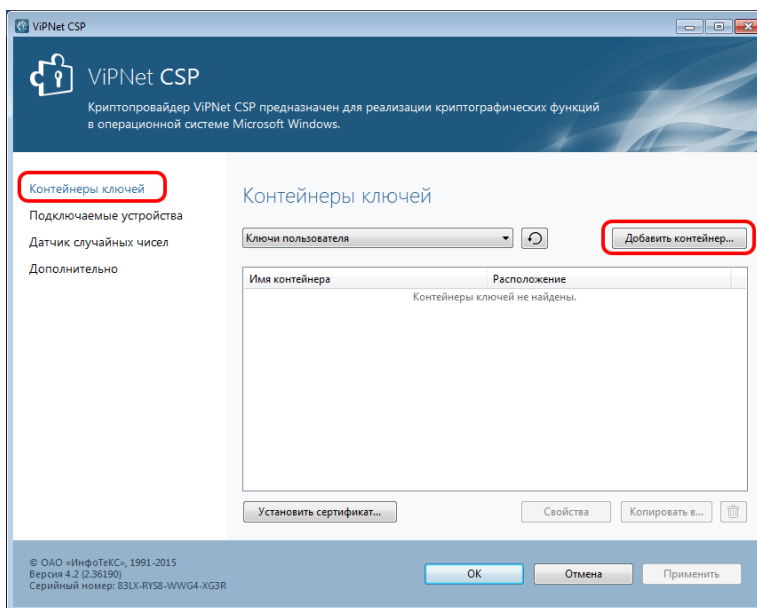 ViPNet CSP
ViPNet CSP
Криптопровайдер ViPNet CSP предназначен для реализации криптографических функций
в операционной системе Microsoft Windows.
Контейнеры ключей
Подключаемые устройства
Датчик случайных чисел
Дополнительно
Контейнеры ключей
Ключи пользователя
Добавить контейнер...
Имя контейнера Расположение
Контейнеры ключей не найдены.
Установить сертификат... Свойства Копировать в...
© ОАО «ИнфоТеКС», 1991-2015
Версия 4.2 (2.36190)
Серийный номер: 83LX-RYS8-WWG4-XG3R
ОК Отмена Применить